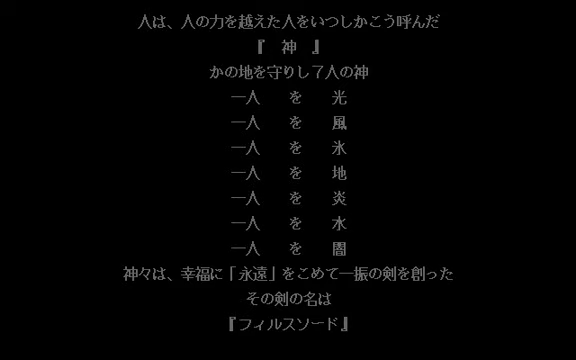 人は、人の力を越えた人をいつしかこう呼んだ
『　神　』
かの地を守りし７人の神
一人　を　光
一人　を　風
一人　を　氷
一人　を　地
一人　を　炎
一人　を　水
一人　を　闇
神々は、幸福に「永遠」をこめて一振の剣を創った
その剣の名は
『フィルスソード』